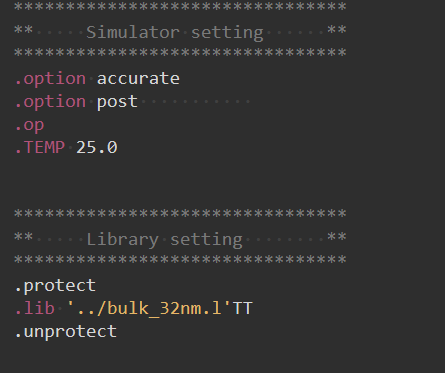 ********************************
** Simulator setting **
********************************
.option accurate
.option post
.op
.TEMP 25.0
********************************
** Library setting **
********************************
.protect
.lib '../bulk_32nm.l'TT
.unprotect